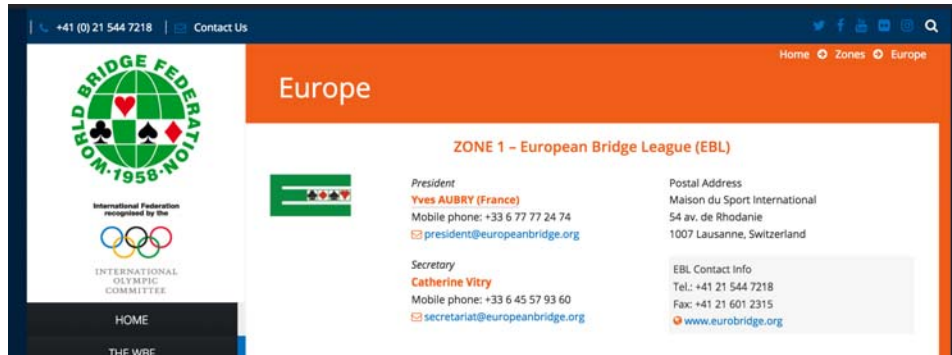 +41 (0) 21 544 7218 | Contact Us
WORLD BRIDGE FEDERATION
·1958·
International Federation
recognised by the
INTERNATIONAL
OLYMPIC
COMMITTEE
HOME
THE WBF
Home Zones Europe
Europe
ZONE 1 – European Bridge League (EBL)
President
Yves AUBRY (France)
Mobile phone: +33 6 77 77 24 74
president@europeanbridge.org
Secretary
Catherine Vitry
Mobile phone: +33 6 45 57 93 60
secretariat@europeanbridge.org
Postal Address
Maison du Sport International
54 av. de Rhodanie
1007 Lausanne, Switzerland
EBL Contact Info
Tel.: +41 21 544 7218
Fax: +41 21 601 2315
www.eurobridge.org